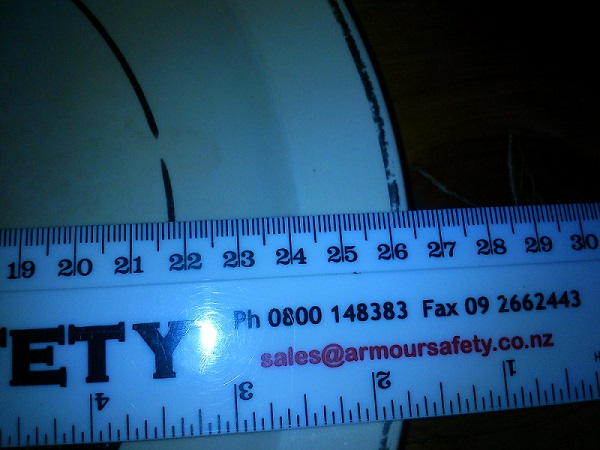 19 20 21 22 23 24 25 26 27 28 29 30
Ph 0800 148383 Fax 09 2662443
ETY
sales@armoursafety.co.nz
4 3 2 1